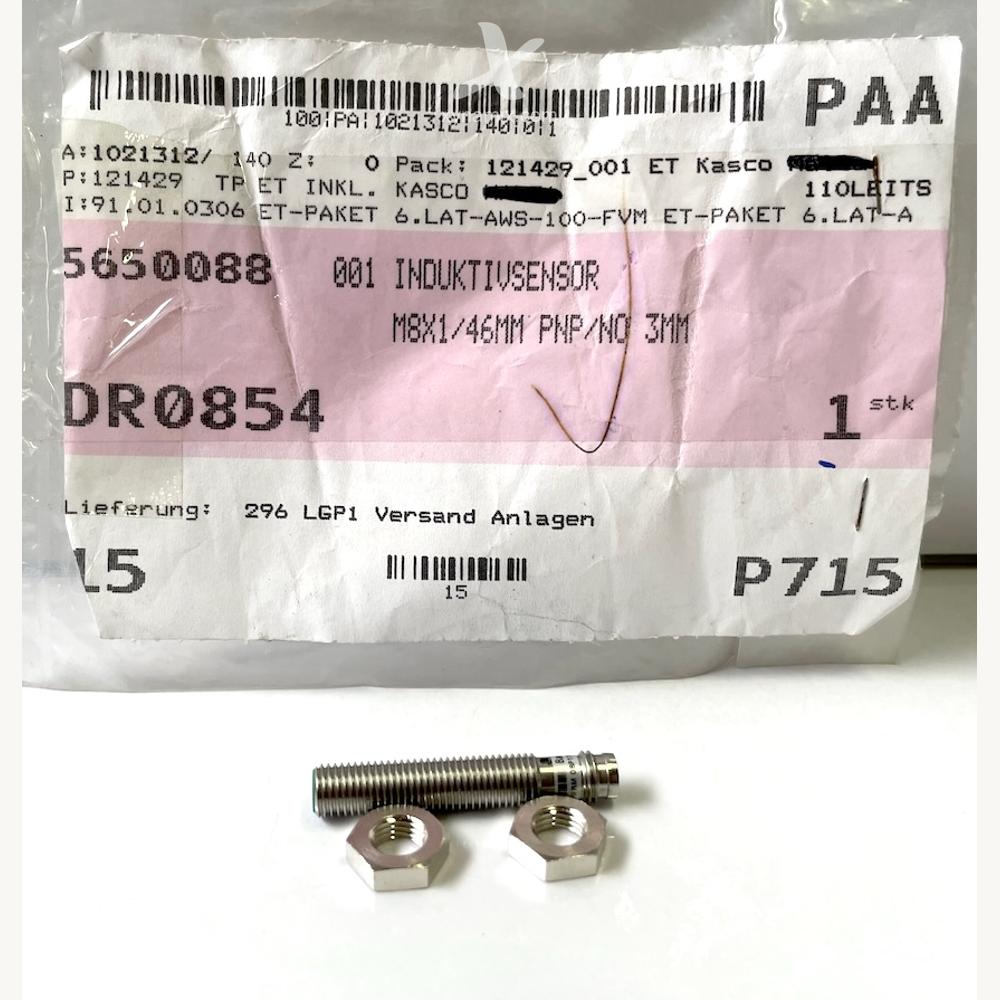 PAA
100|PA|1021312|140|0|1
A:1021312/ 140 Z: 0 Pack: 121429_001 ET Kasco
P:121429 TP ET INKL. KASCO 110LEITS
I:91.01.0306 ET-PAKET 6.LAT-AWS-100-FVM ET-PAKET 6.LAT-A
5650088 001 INDUKTIVSENSOR
M8X1/46MM PNP/NO 3MM
DR0854 1 stk
Lieferung: 296 LGP1 Versand Anlagen
15 P715
15